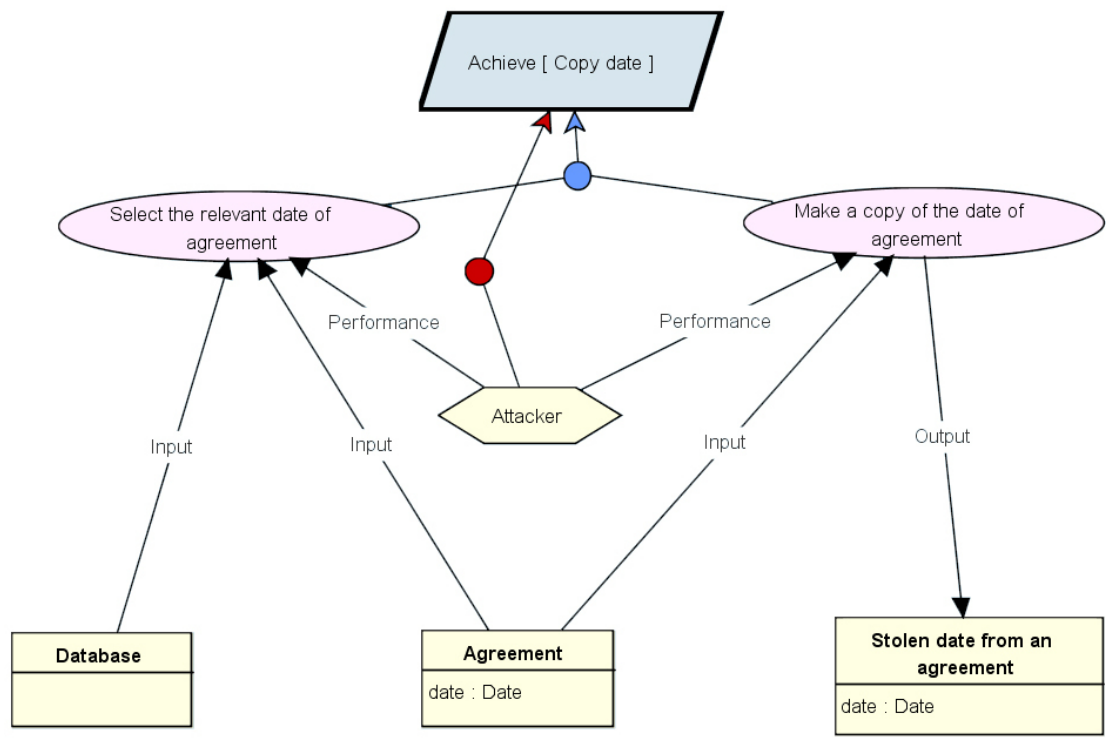 Achieve [ Copy date ]
Select the relevant date of
agreement
Make a copy of the date of
agreement
Performance
Performance
Attacker
Input
Input
Input
Output
Database
Agreement
date : Date
Stolen date from an
agreement
date : Date